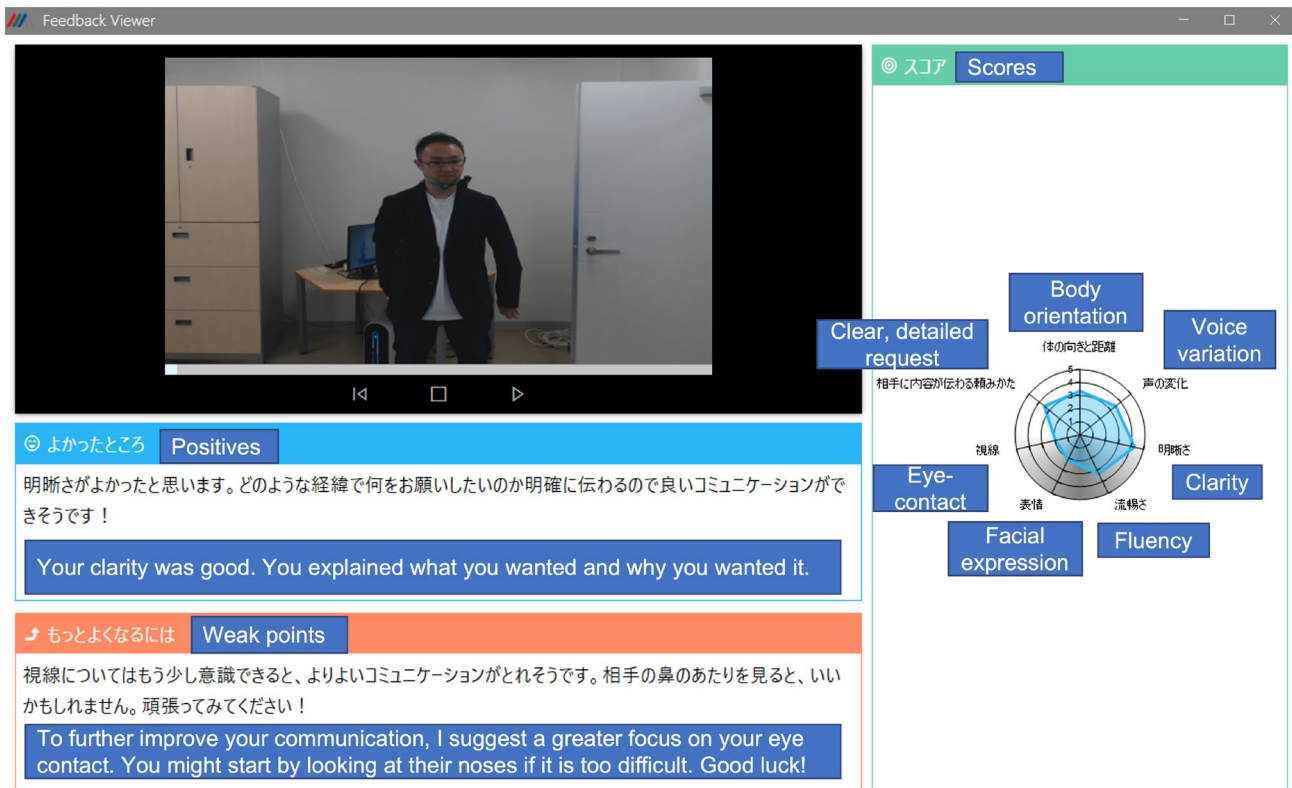 Feedback Viewer
スコア
Scores
Body
orientation
体の向きと距離
Voice
variation
声の変化
Clear, detailed
request
相手に内容が伝わる頼みかた
5
4
3
2
1
視線
Eye-
contact
明晰さ
Clarity
表情
Facial
expression
流暢さ
Fluency
よかったところ
Positives
明晰さがよかったと思います。どのような経緯で何をお願いしたいのか明確に伝わるので良いコミュニケーションがで
きそうです!
Your clarity was good. You explained what you wanted and why you wanted it.
もっとよくなるには
Weak points
視線についてはもう少し意識できると、よりよいコミュニケーションがとれそうです。相手の鼻のあたりを見ると、いい
かもしれません。頑張ってみてください!
To further improve your communication, I suggest a greater focus on your eye
contact. You might start by looking at their noses if it is too difficult. Good luck!